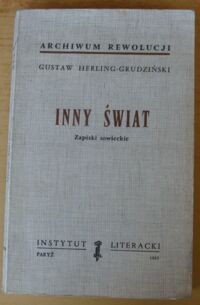 ARCHIWUM REWOLUCJI
GUSTAW HERLING-GRUDZIŃSKI
INNY ŚWIAT
Zapiski sowieckie
INSTYTUT LITERACKI
PARYŻ